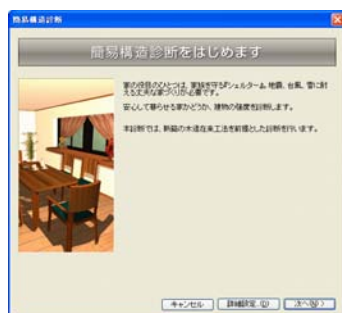 簡易構造診断
簡易構造診断をはじめます
家の役目のひとつは、家族を守る「シェルター」。地震、台風、雪に耐
える丈夫な家づくりが必要です。
安心して暮らせる家かどうか、建物の強度を診断します。
本診断では、新築の木造在来工法を前提とした診断を行います。
キャンセル
詳細設定(D)
次へ(N) >